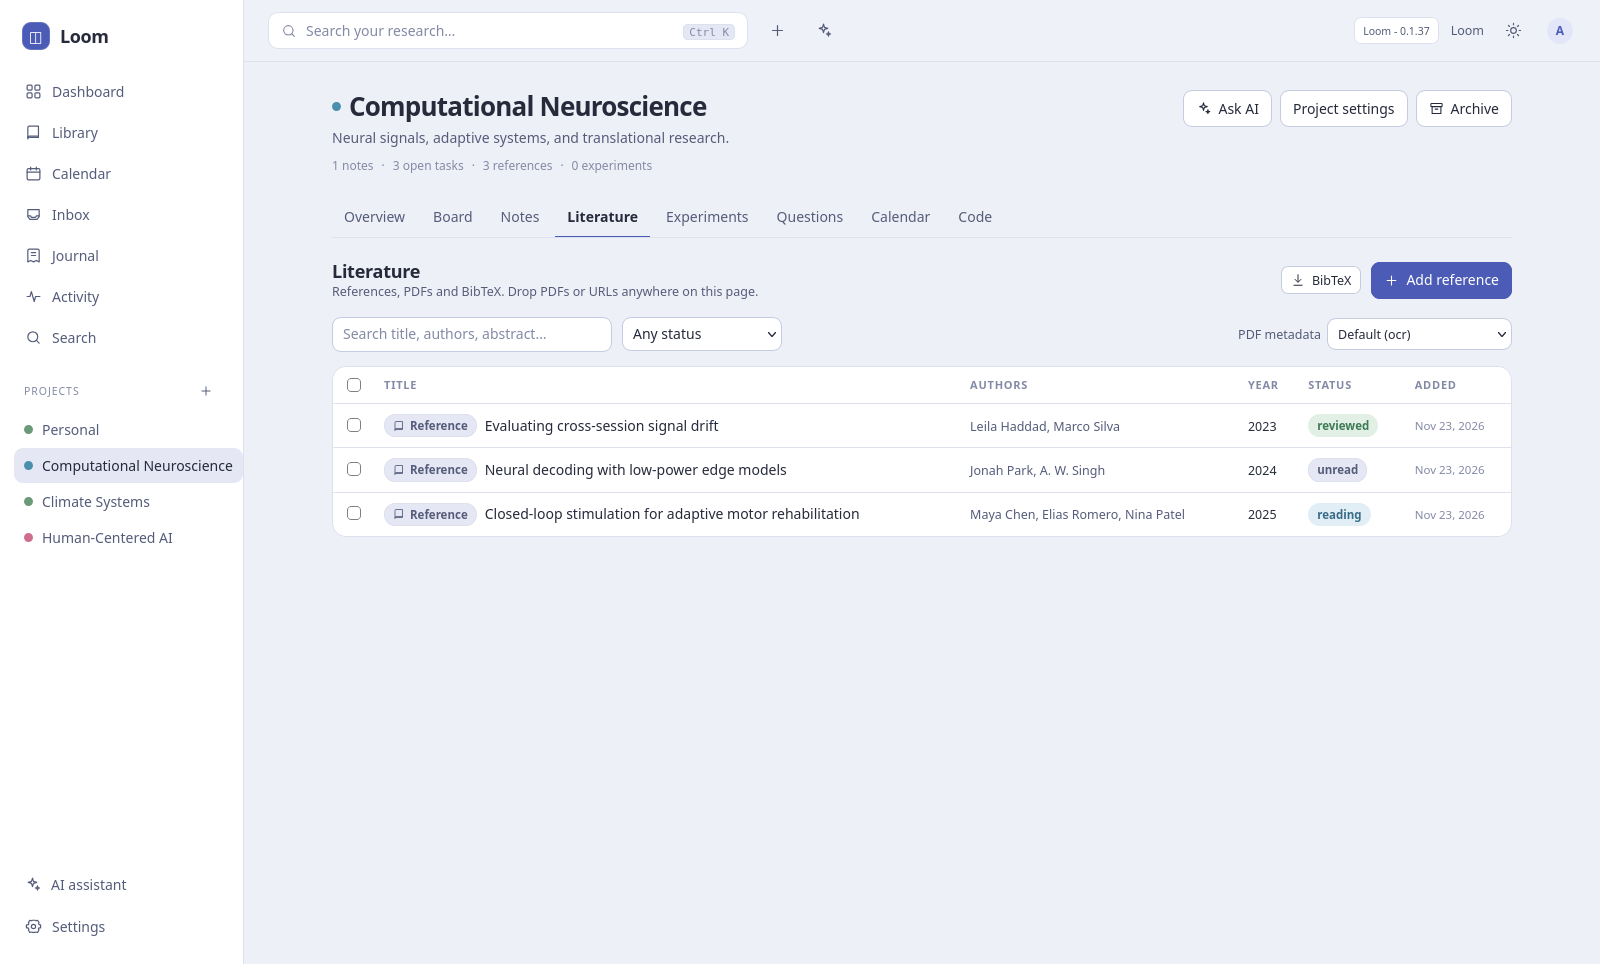 Loom
Dashboard
Library
Calendar
Inbox
Journal
Activity
Search
PROJECTS
Personal
Computational Neuroscience
Climate Systems
Human-Centered AI
AI assistant
Settings
Search your research...
Ctrl K
Loom - 0.1.37
Loom
A
Computational Neuroscience
Neural signals, adaptive systems, and translational research.
1 notes · 3 open tasks · 3 references · 0 experiments
Ask AI
Project settings
Archive
Overview Board Notes Literature Experiments Questions Calendar Code
Literature
References, PDFs and BibTeX. Drop PDFs or URLs anywhere on this page.
BibTeX
Add reference
Search title, authors, abstract...
Any status
PDF metadata
Default (ocr)
TITLE AUTHORS YEAR STATUS ADDED
Reference Evaluating cross-session signal drift Leila Haddad, Marco Silva 2023 reviewed Nov 23, 2026
Reference Neural decoding with low-power edge models Jonah Park, A. W. Singh 2024 unread Nov 23, 2026
Reference Closed-loop stimulation for adaptive motor rehabilitation Maya Chen, Elias Romero, Nina Patel 2025 reading Nov 23, 2026